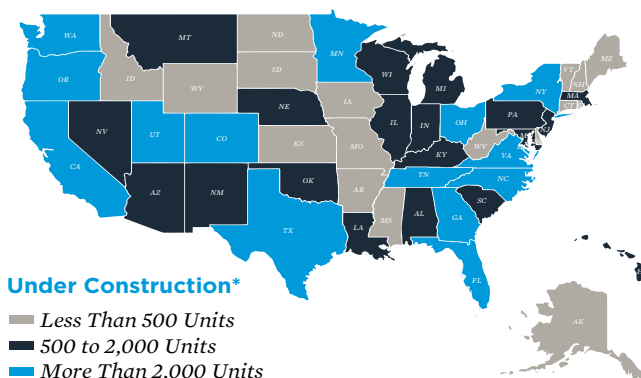 WA
MT
ND
MN
OR
ID
SD
WI
WY
MI
IA
NE
NY
VT
NH
ME
MA
CT
NV
UT
CO
IL
IN
OH
PA
NJ
CA
KS
MO
KY
WV
VA
AZ
NM
OK
AR
TN
NC
SC
TX
LA
MS
AL
GA
FL
AK
Under Construction*
Less Than 500 Units
500 to 2,000 Units
More Than 2,000 Units